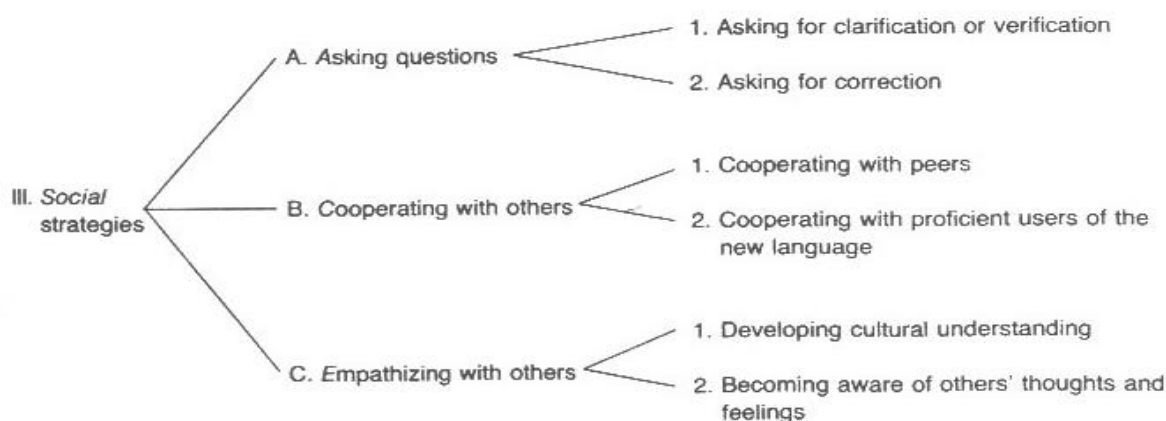 III. Social
strategies
A. Asking questions
1. Asking for clarification or verification
2. Asking for correction
B. Cooperating with others
1. Cooperating with peers
2. Cooperating with proficient users of the
new language
C. Empathizing with others
1. Developing cultural understanding
2. Becoming aware of others' thoughts and
feelings